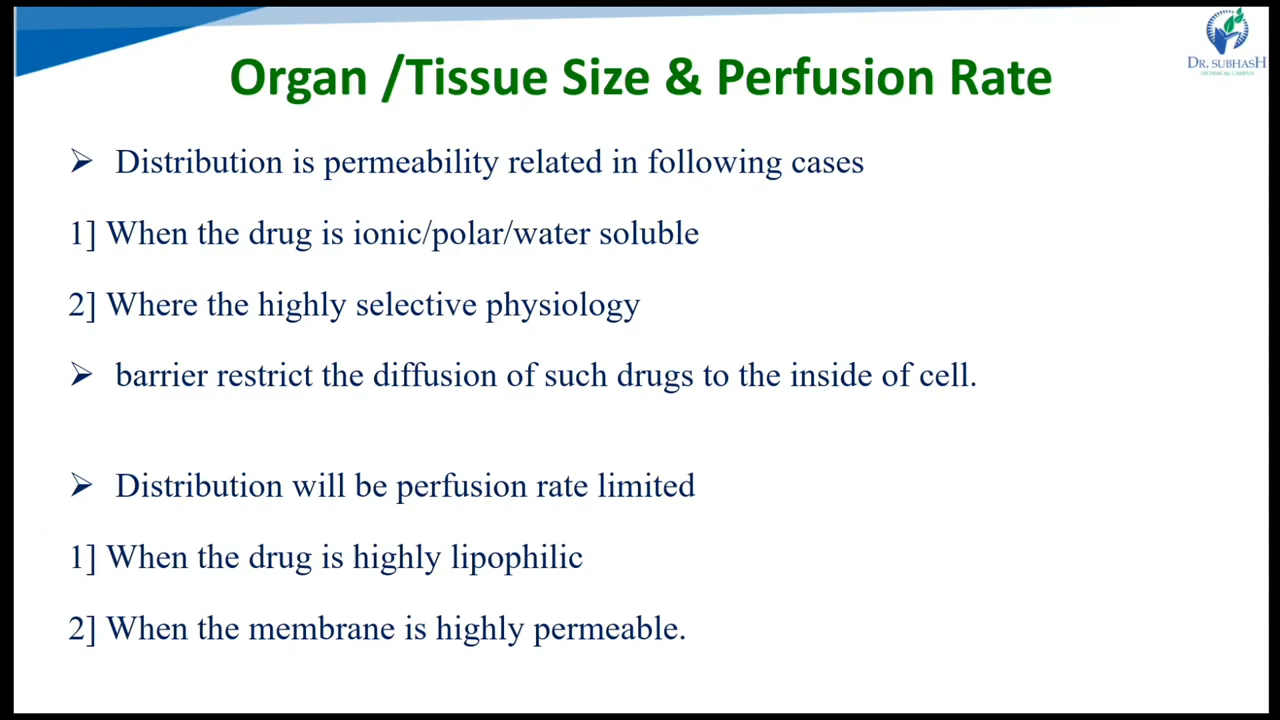 DR. SUBHASH
TECHNICAL CAMPUS
Organ /Tissue Size & Perfusion Rate
➢ Distribution is permeability related in following cases
1] When the drug is ionic/polar/water soluble
2] Where the highly selective physiology
➢ barrier restrict the diffusion of such drugs to the inside of cell.
➢ Distribution will be perfusion rate limited
1] When the drug is highly lipophilic
2] When the membrane is highly permeable.